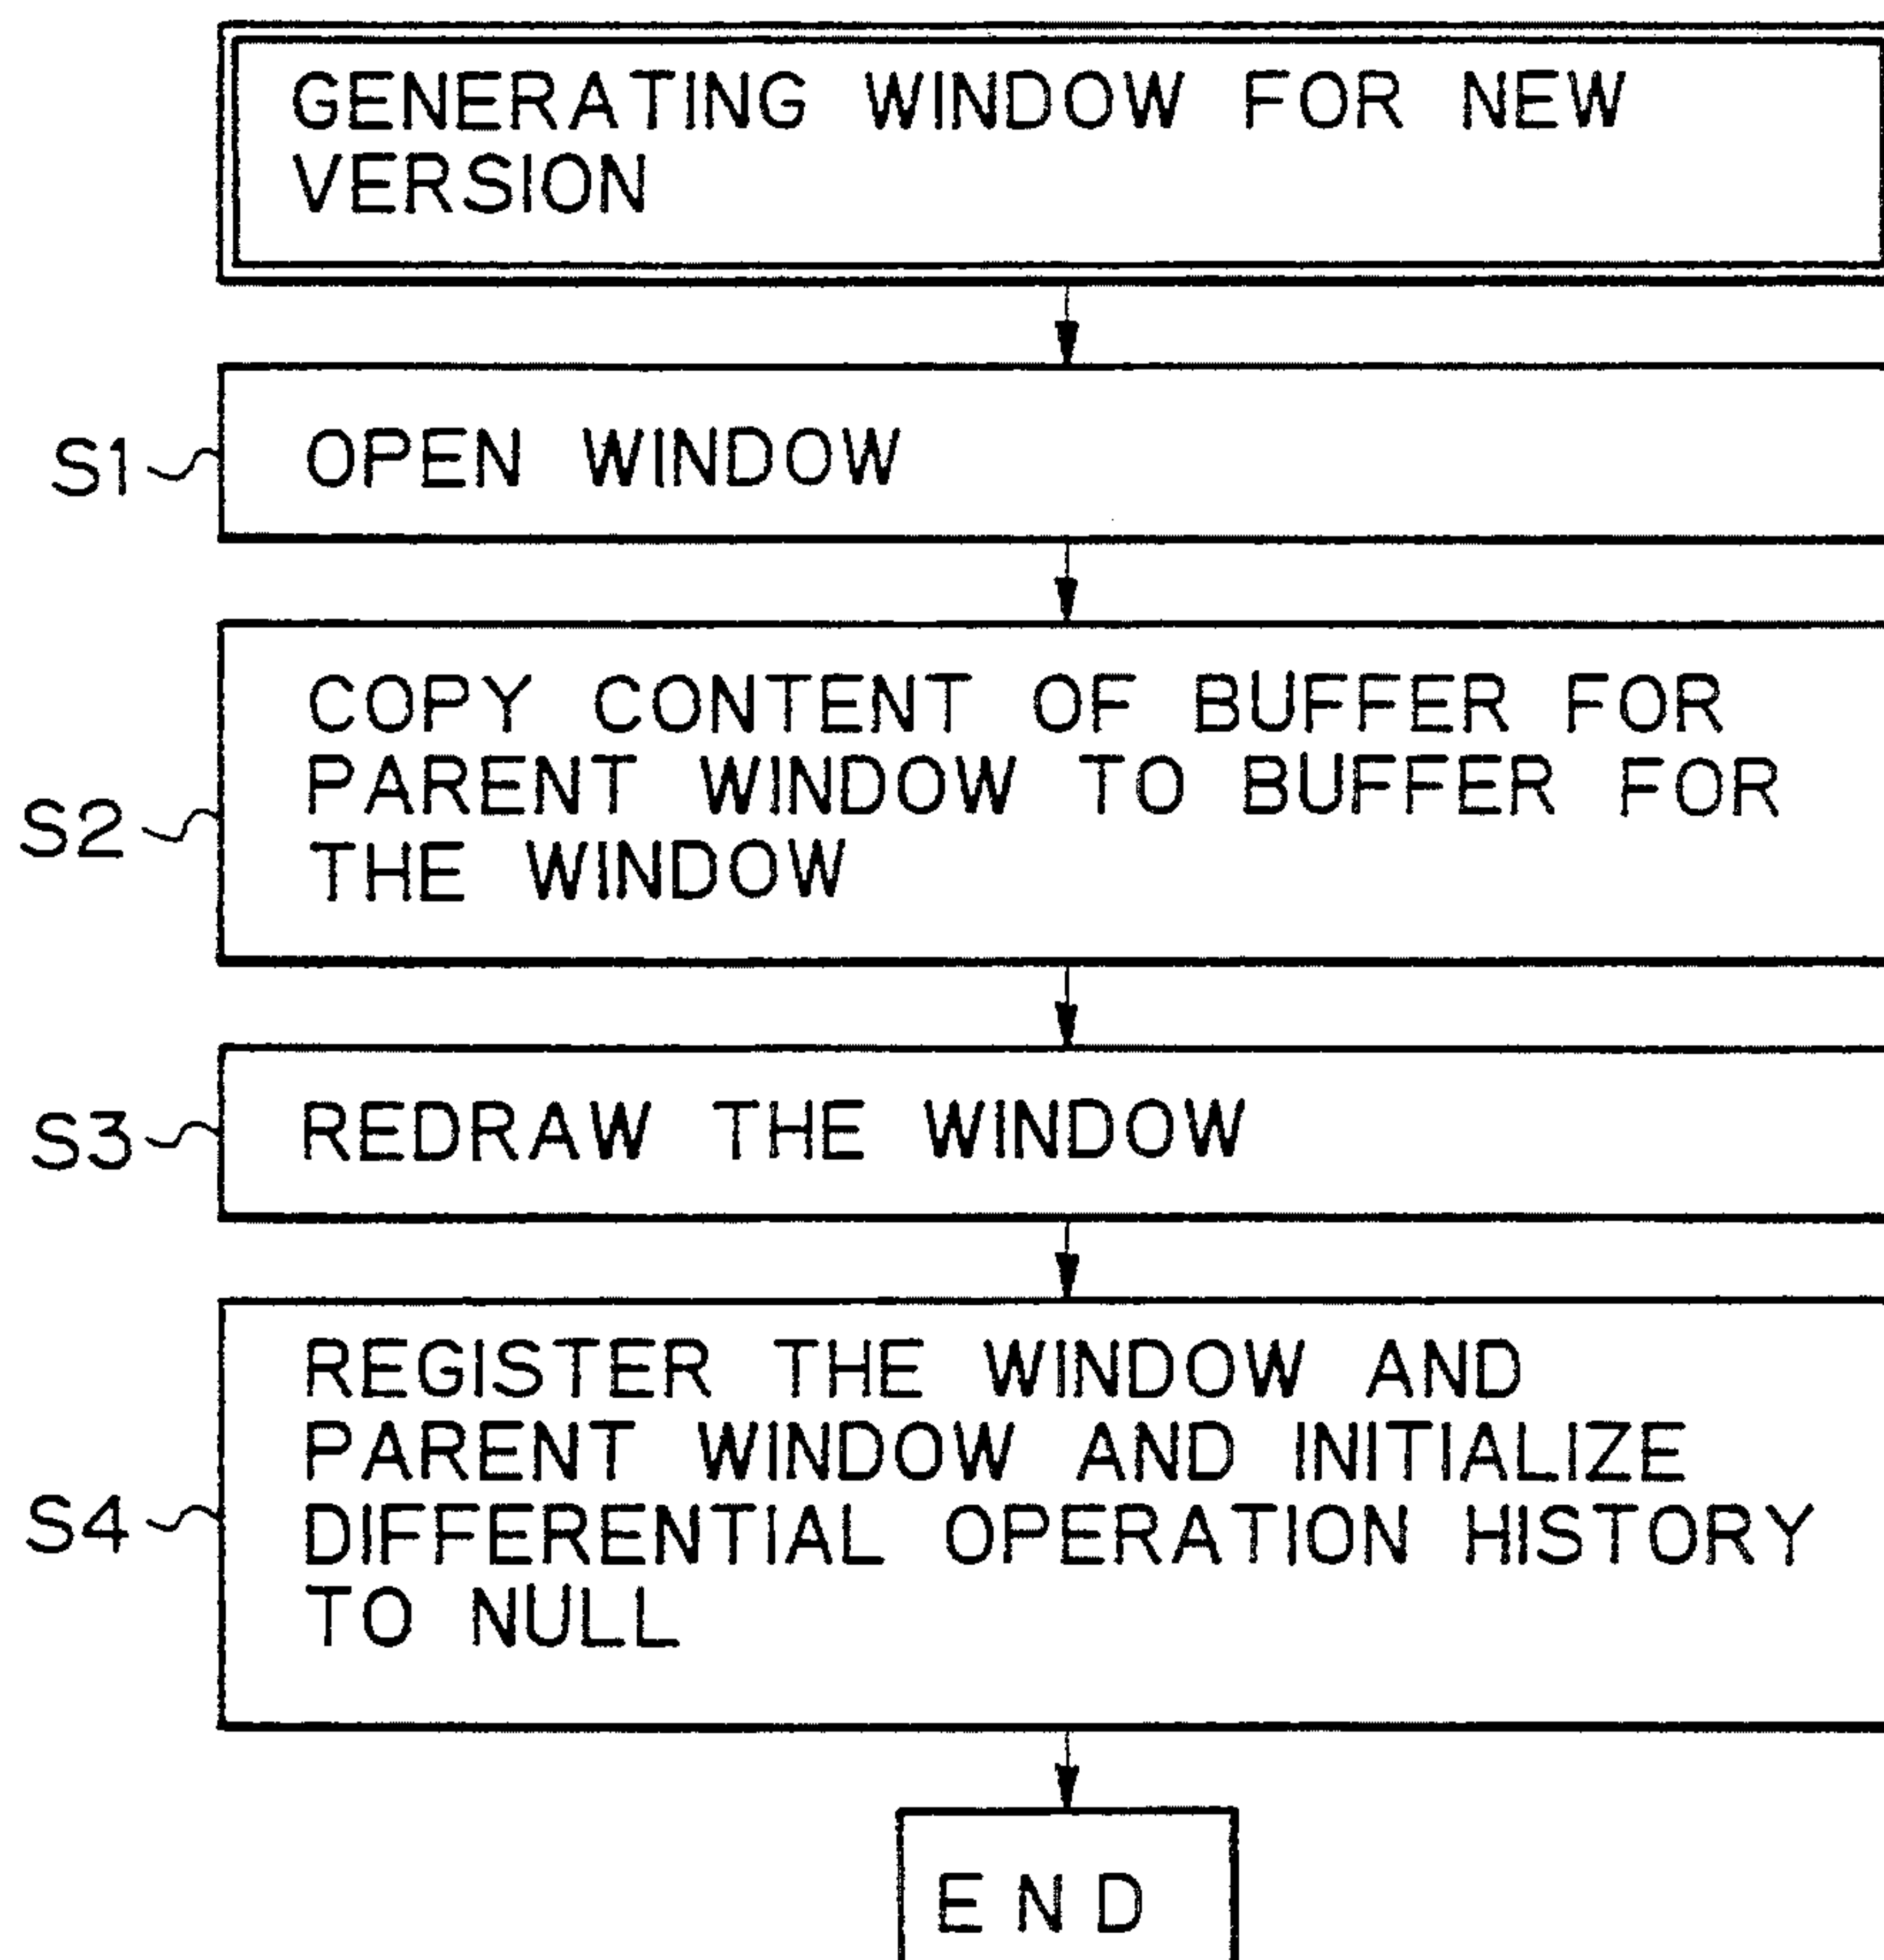 GENERATING WINDOW FOR NEW
VERSION
S1
OPEN WINDOW
S2
COPY CONTENT OF BUFFER FOR
PARENT WINDOW TO BUFFER FOR
THE WINDOW
S3
REDRAW THE WINDOW
S4
REGISTER THE WINDOW AND
PARENT WINDOW AND INITIALIZE
DIFFERENTIAL OPERATION HISTORY
TO NULL
END